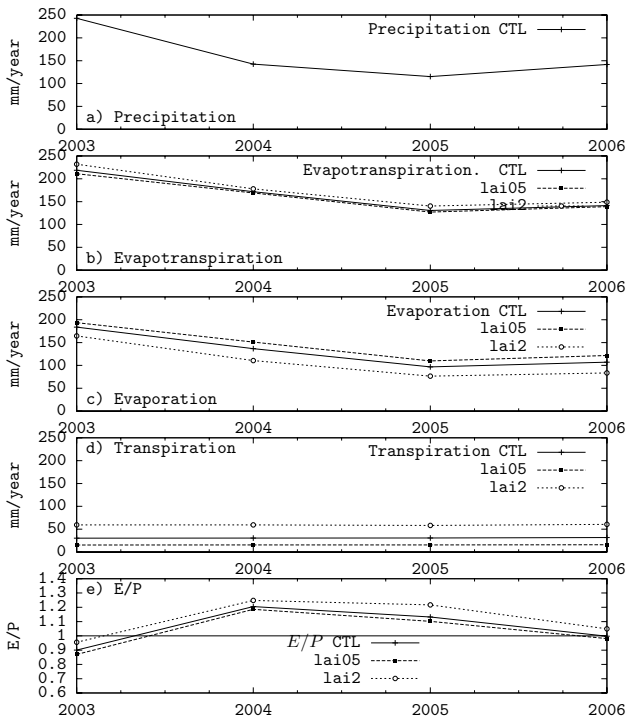 mm/year
250
200
150
100
50
0
Precipitation CTL
a) Precipitation
2003 2004 2005 2006
mm/year
250
200
150
100
50
0
Evapotranspiration. CTL
lai05
lai2
b) Evapotranspiration
2003 2004 2005 2006
mm/year
250
200
150
100
50
0
Evaporation CTL
lai05
lai2
c) Evaporation
2003 2004 2005 2006
mm/year
250
200
150
100
50
0
d) Transpiration
Transpiration CTL
lai05
lai2
2003 2004 2005 2006
E/P
1.4
1.3
1.2
1.1
1
0.9
0.8
0.7
0.6
e) E/P
E/P CTL
lai05
lai2
2003 2004 2005 2006